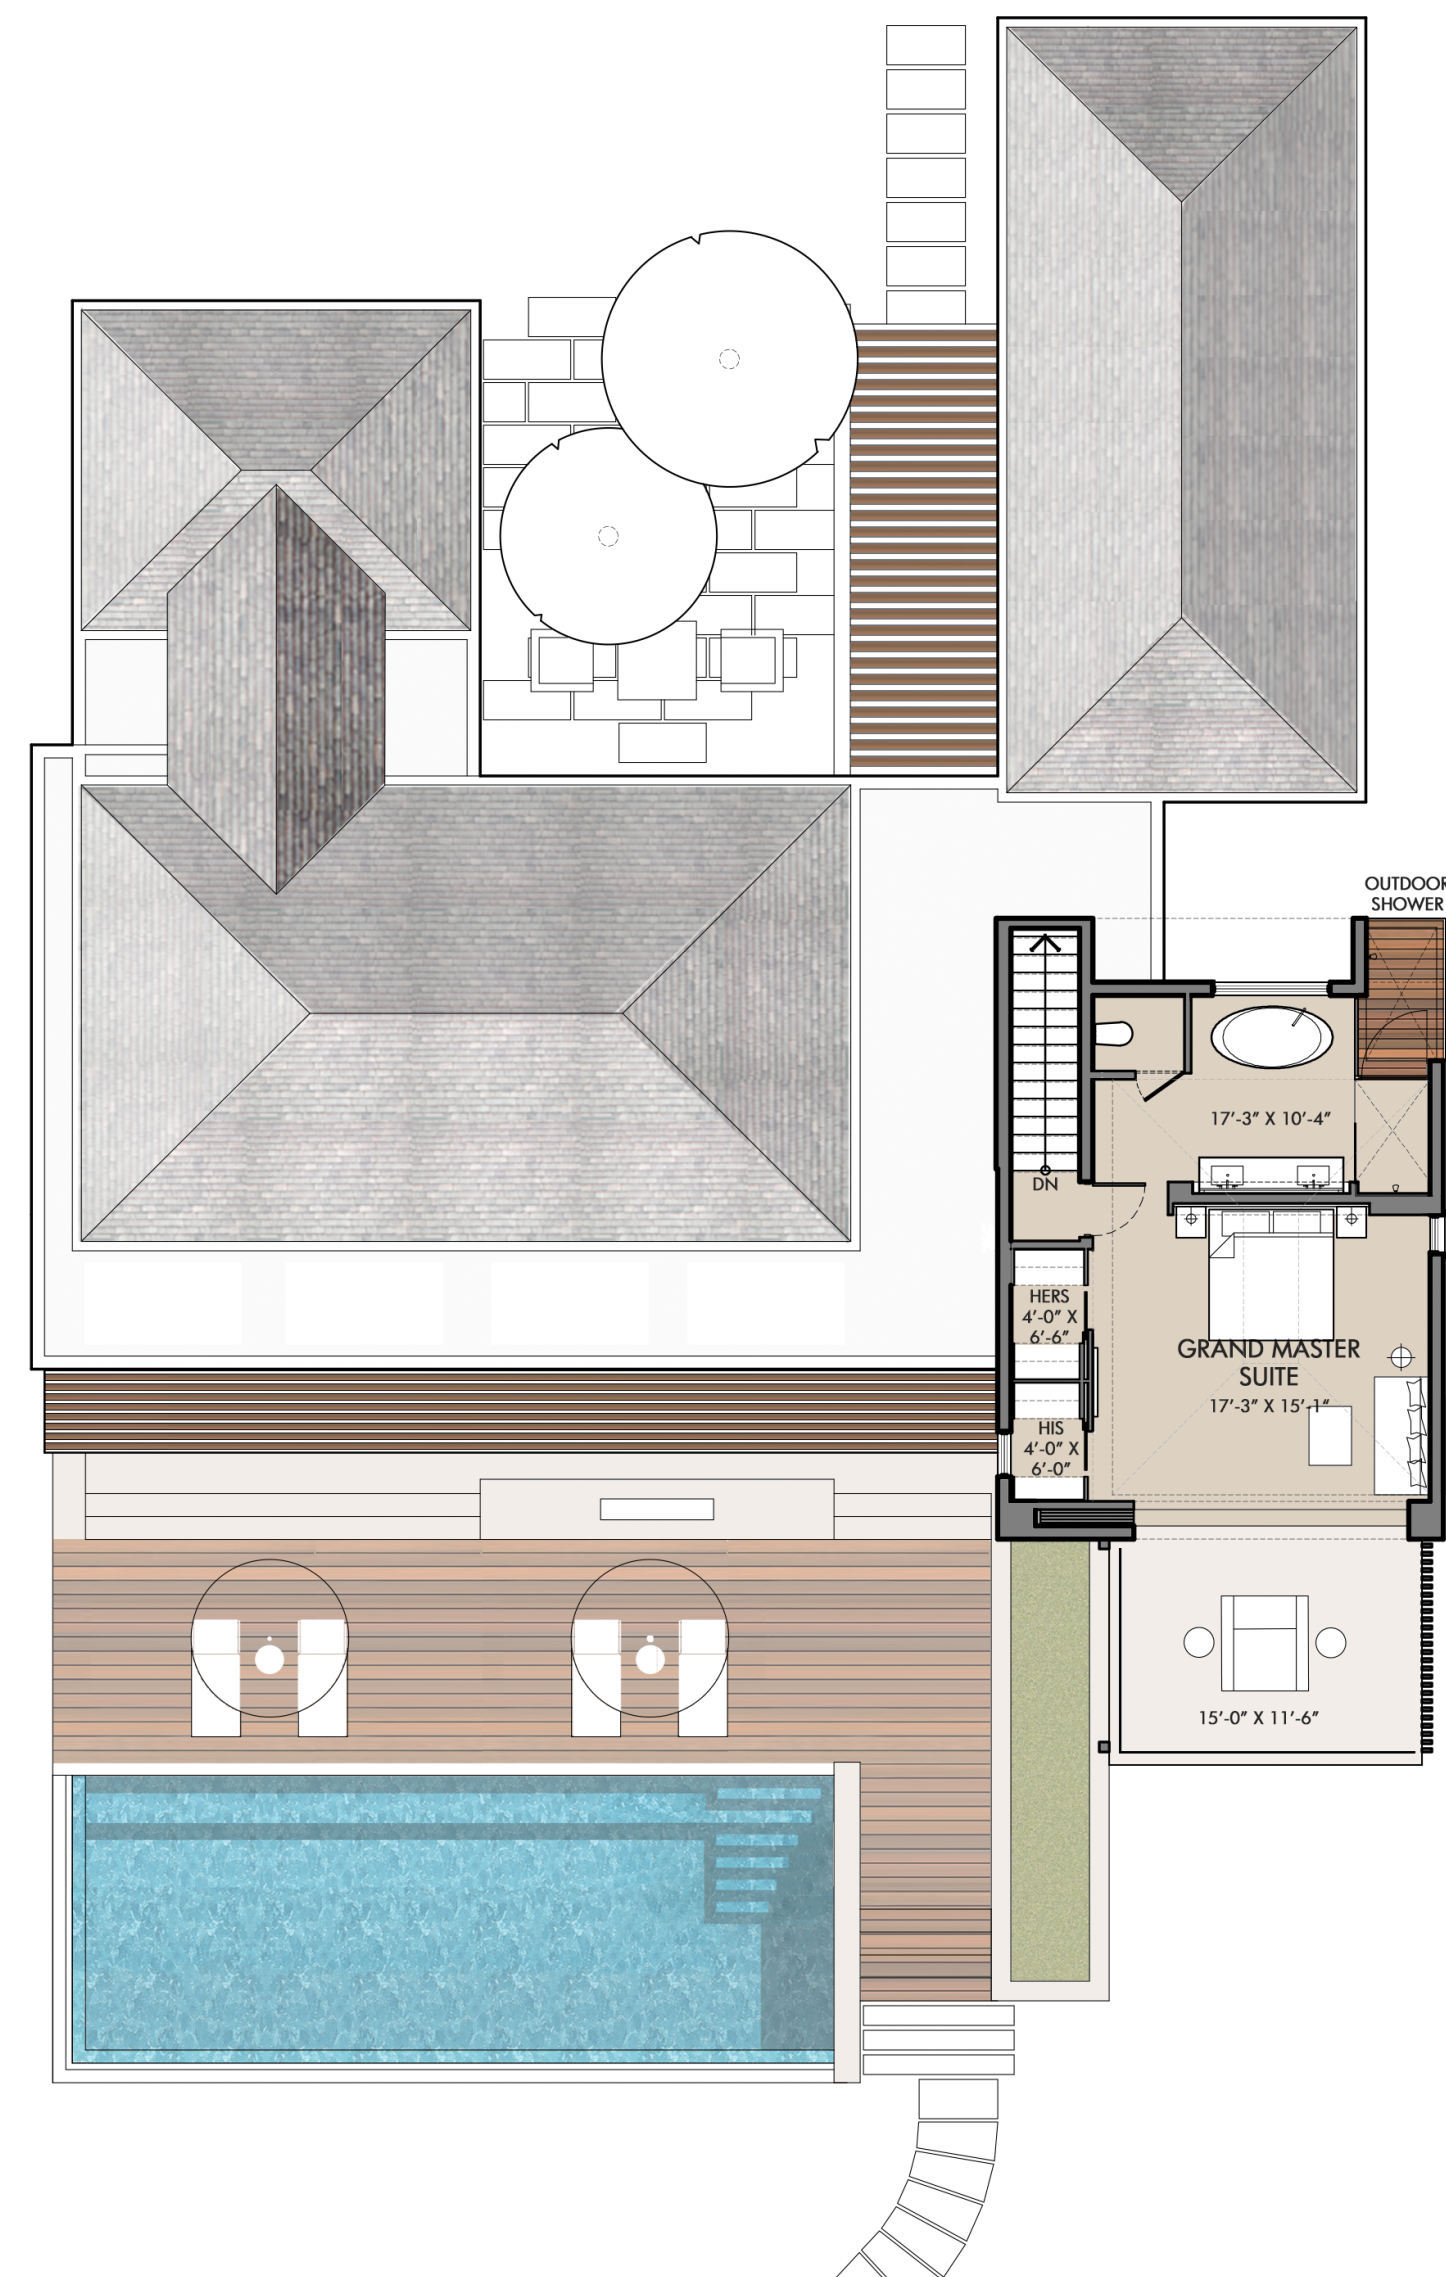 OUTDOOR
SHOWER
17'-3" X 10'-4"
DN
HERS
4'-0" X
6'-6"
GRAND MASTER
SUITE
17'-3" X 15'-1"
HIS
4'-0" X
6'-0"
15'-0" X 11'-6"